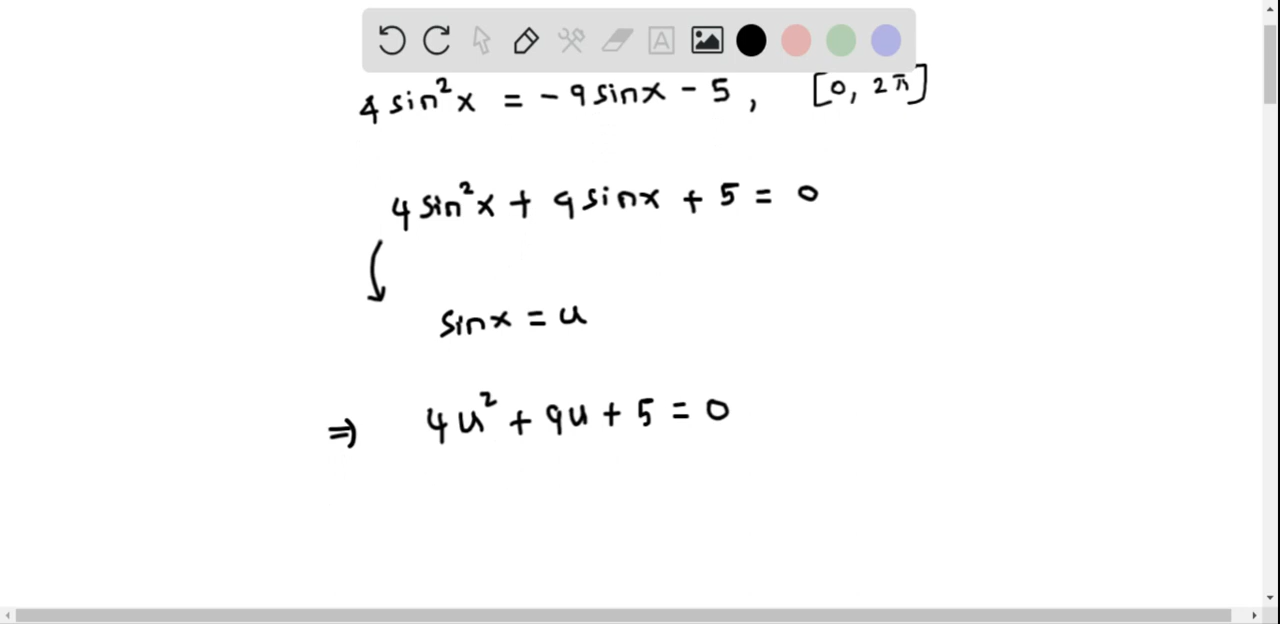 4 sin²x = - 9 sinx - 5 , [0, 2π]
4 sin²x + 9 sinx + 5 = 0
sinx = u
⇒ 4u² + 9u + 5 = 0